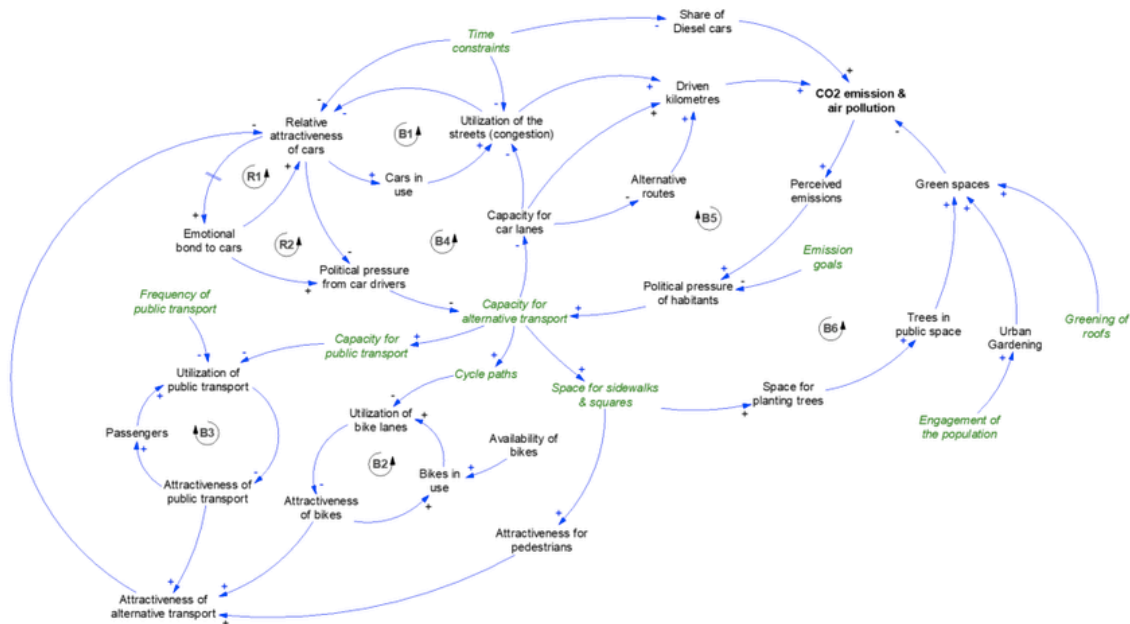 Share of
Diesel cars
Time
constraints
Driven
kilometres
CO2 emission &
air pollution
Relative
attractiveness
of cars
B1
Utilization of the
streets (congestion)
R1
Cars in
use
Alternative
routes
Perceived
emissions
Green spaces
Emotional
bond to cars
R2
B4
Capacity for
car lanes
B5
Political pressure
from car drivers
Emission
goals
Political pressure
of habitants
Frequency of
public transport
Capacity for
alternative transport
Trees in
public space
B6
Urban
Gardening
Greening of
roofs
Capacity for
public transport
Utilization of
public transport
Cycle paths
Space for sidewalks
& squares
Space for
planting trees
Engagement of
the population
Passengers
B3
Utilization of
bike lanes
Availability of
bikes
B2
Bikes in
use
Attractiveness of
public transport
Attractiveness
of bikes
Attractiveness for
pedestrians
Attractiveness of
alternative transport